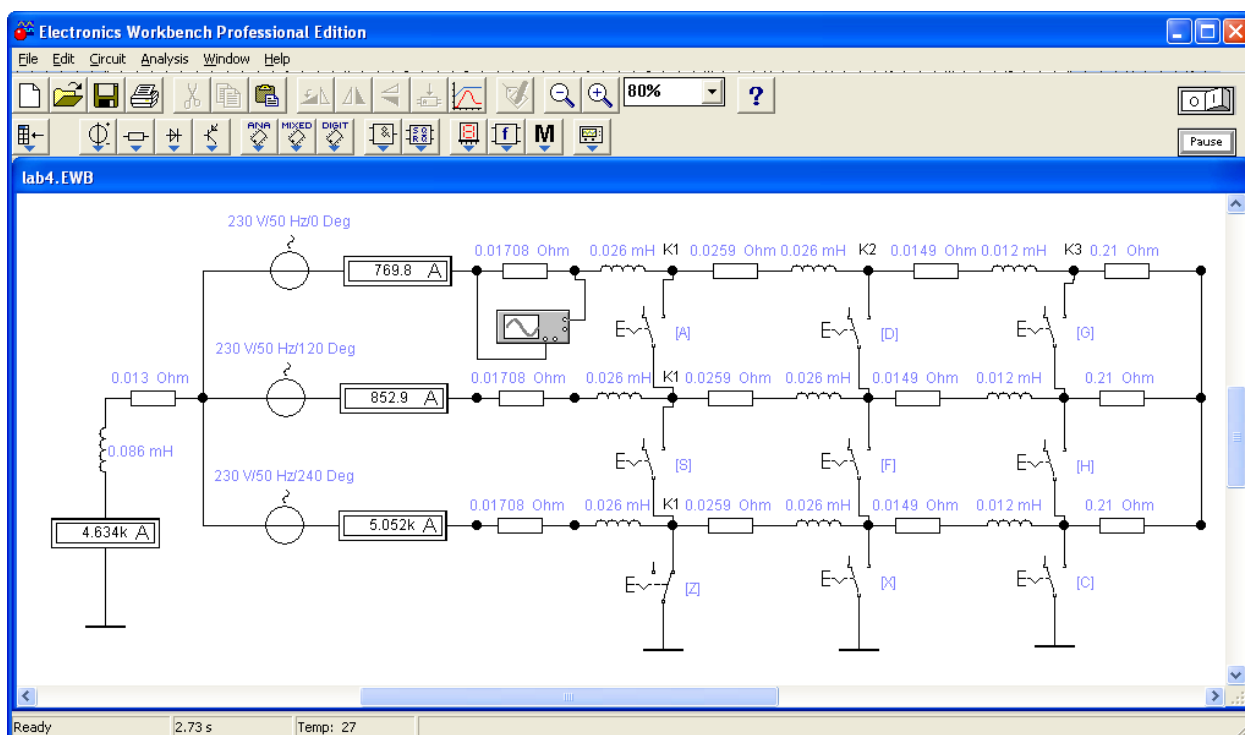 Electronics Workbench Professional Edition
File Edit Circuit Analysis Window Help
80% ?
ANA MIXED DIGIT & f M
Pause
lab4.EWB
230 V/50 Hz/0 Deg
769.8 A
0.01708 Ohm 0.026 mH K1 0.0259 Ohm 0.026 mH K2 0.0149 Ohm 0.012 mH K3 0.21 Ohm
E [A] E [D] E [G]
230 V/50 Hz/120 Deg
0.013 Ohm
852.9 A
0.01708 Ohm 0.026 mH K1 0.0259 Ohm 0.026 mH 0.0149 Ohm 0.012 mH 0.21 Ohm
0.086 mH
E [S] E [F] E [H]
230 V/50 Hz/240 Deg
4.634k A
5.052k A
0.01708 Ohm 0.026 mH K1 0.0259 Ohm 0.026 mH 0.0149 Ohm 0.012 mH 0.21 Ohm
E [Z] E [X] E [C]
Ready 2.73 s Temp: 27